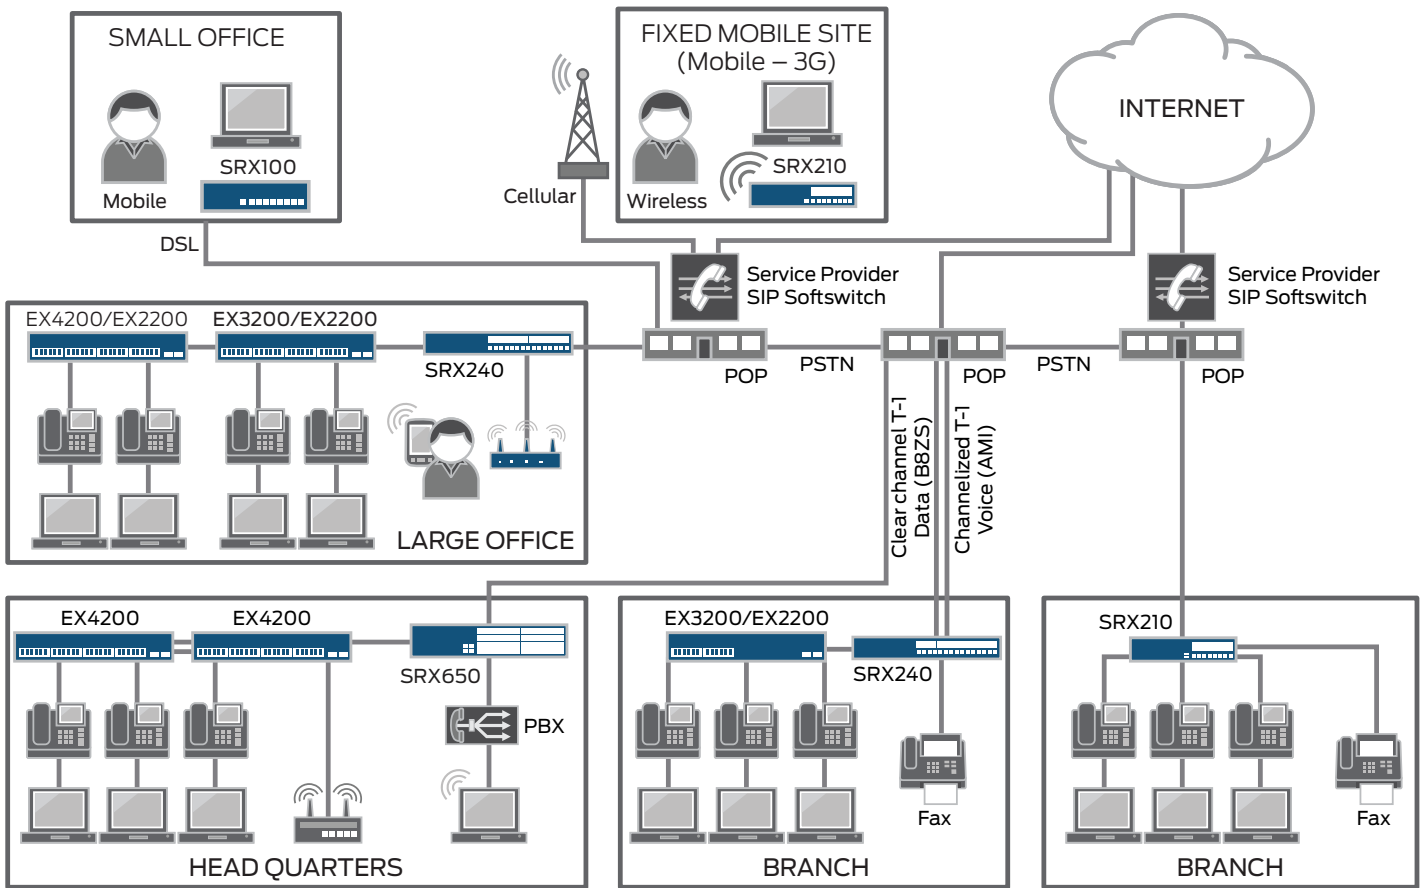 SMALL OFFICE
Mobile
SRX100
DSL
Cellular
FIXED MOBILE SITE
(Mobile – 3G)
Wireless
SRX210
INTERNET
Service Provider
SIP Softswitch
Service Provider
SIP Softswitch
EX4200/EX2200
EX3200/EX2200
SRX240
LARGE OFFICE
POP
PSTN
POP
PSTN
POP
Clear channel T-1
Data (B8ZS)
Channelized T-1
Voice (AMI)
EX4200
EX4200
SRX650
PBX
HEAD QUARTERS
EX3200/EX2200
SRX240
Fax
BRANCH
SRX210
Fax
BRANCH